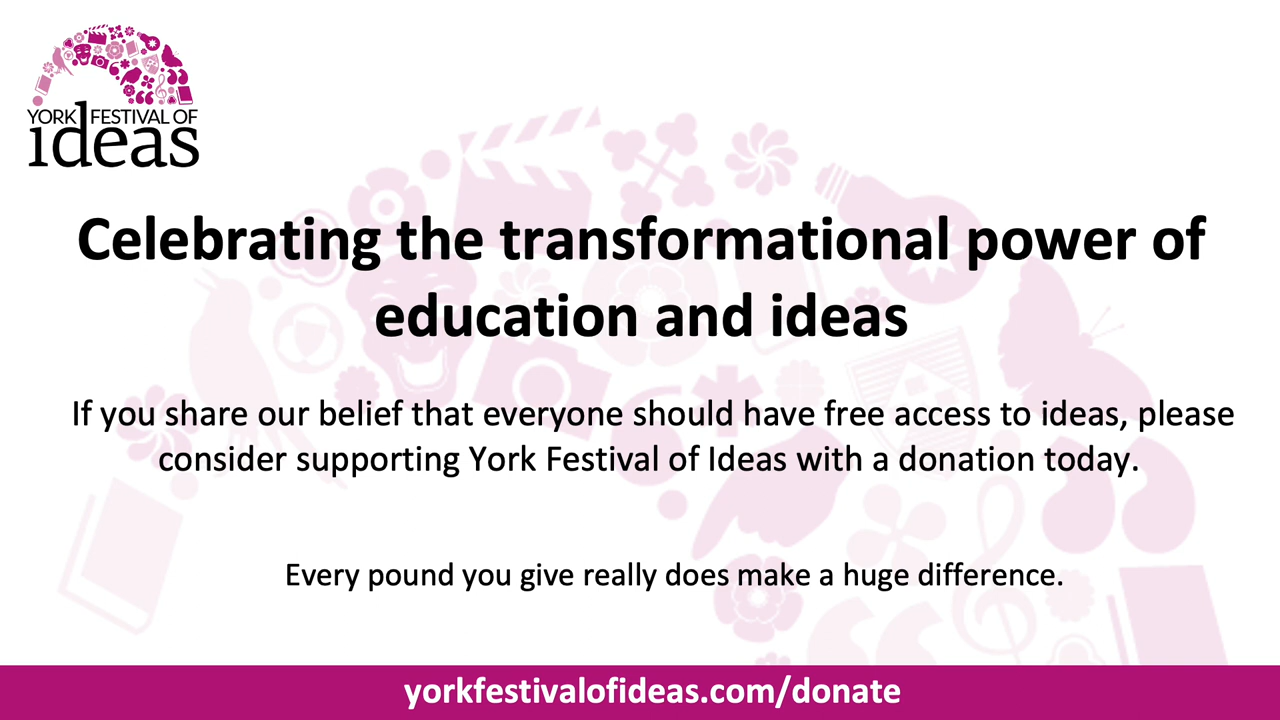 YORK FESTIVAL OF
ideas
Celebrating the transformational power of
education and ideas
If you share our belief that everyone should have free access to ideas, please
consider supporting York Festival of Ideas with a donation today.
Every pound you give really does make a huge difference.
yorkfestivalofideas.com/donate